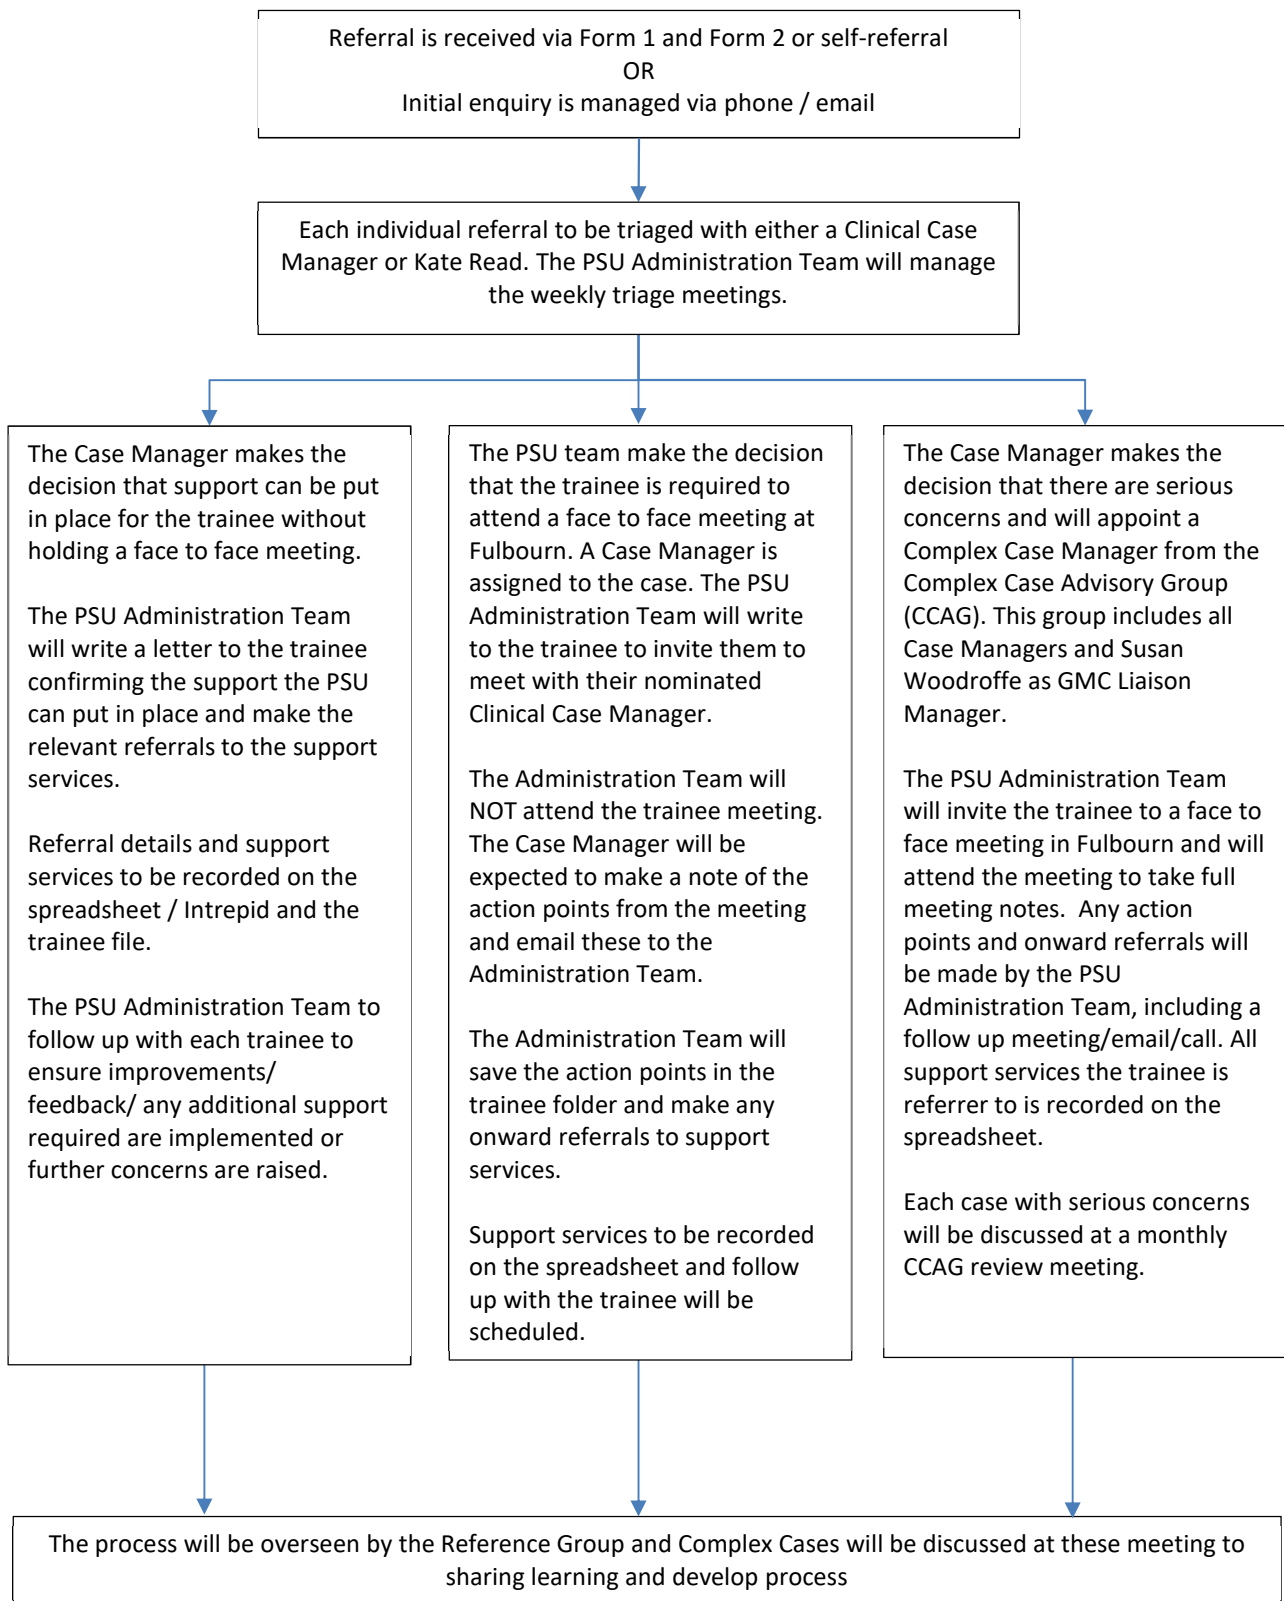 Referral is received via Form 1 and Form 2 or self-referral
OR
Initial enquiry is managed via phone / email
Each individual referral to be triaged with either a Clinical Case
Manager or Kate Read. The PSU Administration Team will manage
the weekly triage meetings.
The Case Manager makes the
decision that support can be put
in place for the trainee without
holding a face to face meeting.
The PSU Administration Team
will write a letter to the trainee
confirming the support the PSU
can put in place and make the
relevant referrals to the support
services.
Referral details and support
services to be recorded on the
spreadsheet / Intrepid and the
trainee file.
The PSU Administration Team to
follow up with each trainee to
ensure improvements/
feedback/ any additional support
required are implemented or
further concerns are raised.
The PSU team make the decision
that the trainee is required to
attend a face to face meeting at
Fulbourn. A Case Manager is
assigned to the case. The PSU
Administration Team will write
to the trainee to invite them to
meet with their nominated
Clinical Case Manager.
The Administration Team will
NOT attend the trainee meeting.
The Case Manager will be
expected to make a note of the
action points from the meeting
and email these to the
Administration Team.
The Administration Team will
save the action points in the
trainee folder and make any
onward referrals to support
services.
Support services to be recorded
on the spreadsheet and follow
up with the trainee will be
scheduled.
The Case Manager makes the
decision that there are serious
concerns and will appoint a
Complex Case Manager from the
Complex Case Advisory Group
(CCAG). This group includes all
Case Managers and Susan
Woodroffe as GMC Liaison
Manager.
The PSU Administration Team
will invite the trainee to a face to
face meeting in Fulbourn and will
attend the meeting to take full
meeting notes.  Any action
points and onward referrals will
be made by the PSU
Administration Team, including a
follow up meeting/email/call. All
support services the trainee is
referrer to is recorded on the
spreadsheet.
Each case with serious concerns
will be discussed at a monthly
CCAG review meeting.
The process will be overseen by the Reference Group and Complex Cases will be discussed at these meeting to
sharing learning and develop process